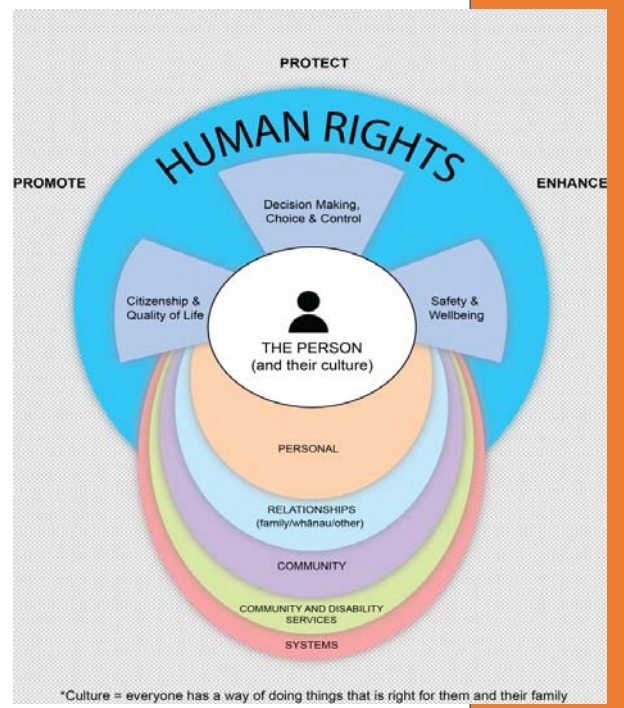 PROTECT
HUMAN RIGHTS
PROMOTE
ENHANCE
Decision Making,
Choice & Control
Citizenship &
Quality of Life
Safety &
Wellbeing
THE PERSON
(and their culture)
PERSONAL
RELATIONSHIPS
(family/whānau/other)
COMMUNITY
COMMUNITY AND DISABILITY
SERVICES
SYSTEMS
*Culture = everyone has a way of doing things that is right for them and their family